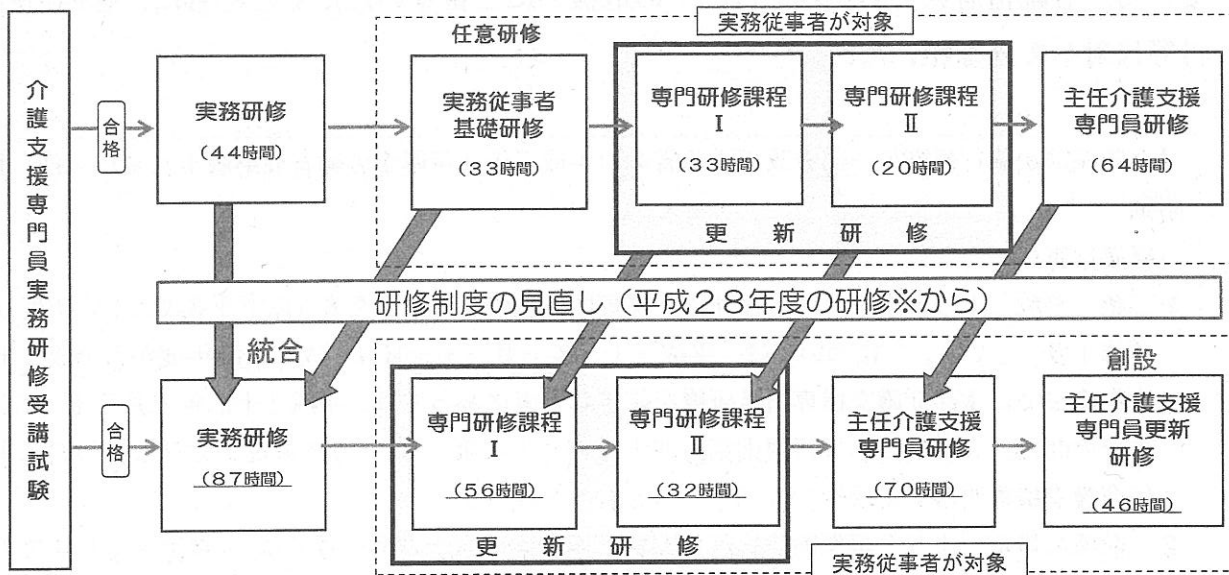 介護支援専門員実務研修受講試験
合格
実務研修
(44時間)
任意研修
実務従事者
基礎研修
(33時間)
実務従事者が対象
専門研修課程
Ⅰ
(33時間)
専門研修課程
Ⅱ
(20時間)
更新研修
主任介護支援
専門員研修
(64時間)
研修制度の見直し(平成28年度の研修※から)
統合
創設
合格
実務研修
(87時間)
専門研修課程
Ⅰ
(56時間)
専門研修課程
Ⅱ
(32時間)
更新研修
主任介護支援
専門員研修
(70時間)
主任介護支援
専門員更新
研修
(46時間)
実務従事者が対象